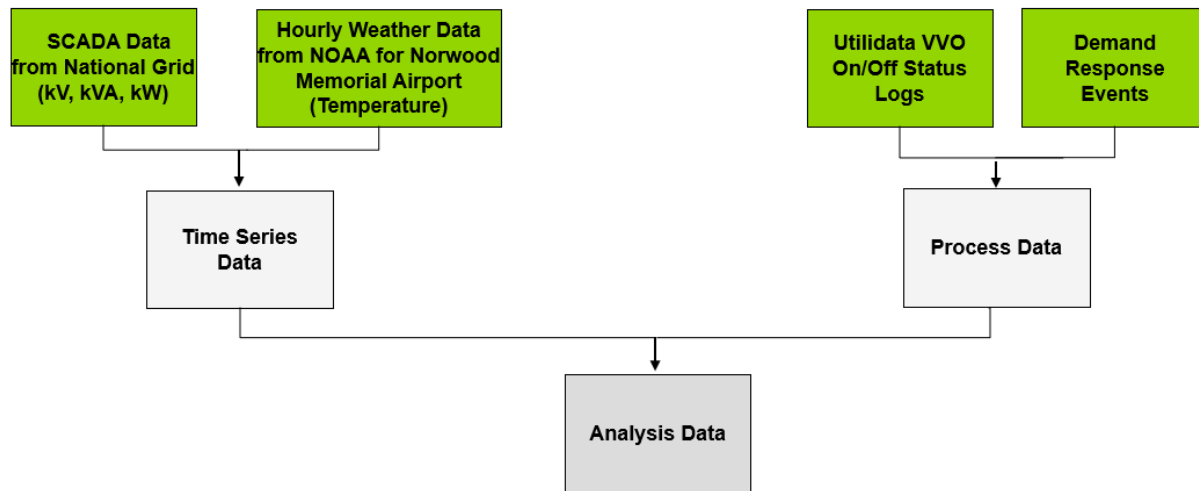 SCADA Data
from National Grid
(kV, kVA, kW)
Hourly Weather Data
from NOAA for Norwood
Memorial Airport
(Temperature)
Utilidata VVO
On/Off Status
Logs
Demand
Response
Events
Time Series
Data
Process Data
Analysis Data